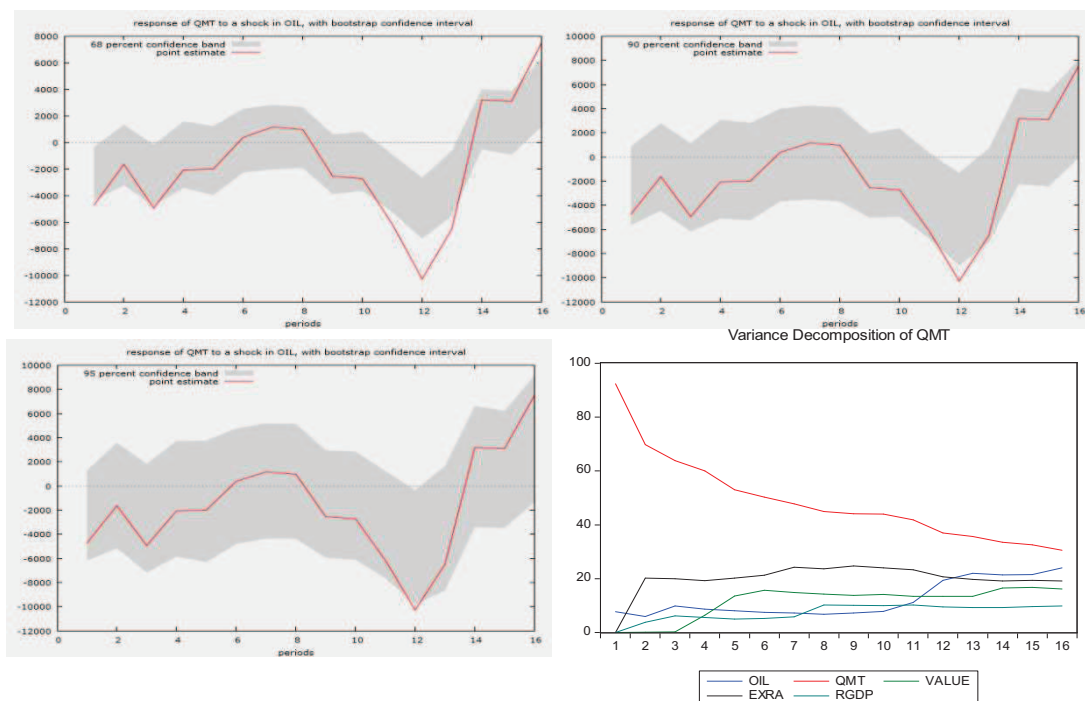 response of QMT to a shock in OIL, with bootstrap confidence interval
68 percent confidence band
point estimate
8000
6000
4000
2000
0
-2000
-4000
-6000
-8000
-10000
-12000
0 2 4 6 8 10 12 14 16
periods
response of QMT to a shock in OIL, with bootstrap confidence interval
90 percent confidence band
point estimate
10000
8000
6000
4000
2000
0
-2000
-4000
-6000
-8000
-10000
-12000
0 2 4 6 8 10 12 14 16
periods
response of QMT to a shock in OIL, with bootstrap confidence interval
95 percent confidence band
point estimate
10000
8000
6000
4000
2000
0
-2000
-4000
-6000
-8000
-10000
-12000
0 2 4 6 8 10 12 14 16
periods
Variance Decomposition of QMT
100
80
60
40
20
0
1 2 3 4 5 6 7 8 9 10 11 12 13 14 15 16
OIL QMT VALUE
EXRA RGDP